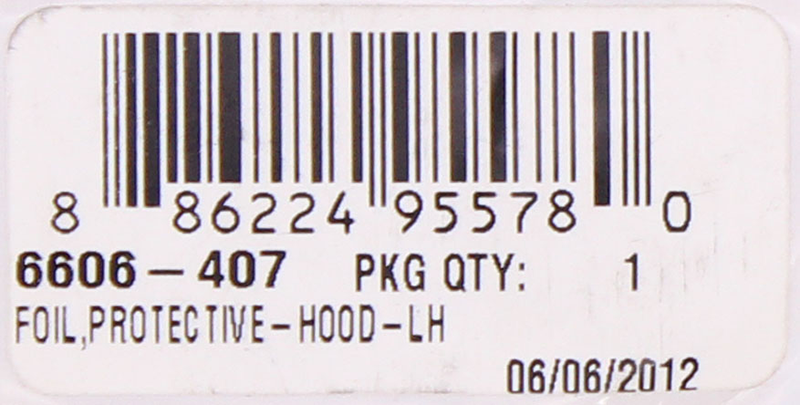 8 86224 95578 0
6606-407 PKG QTY: 1
FOIL,PROTECTIVE-HOOD-LH
06/06/2012